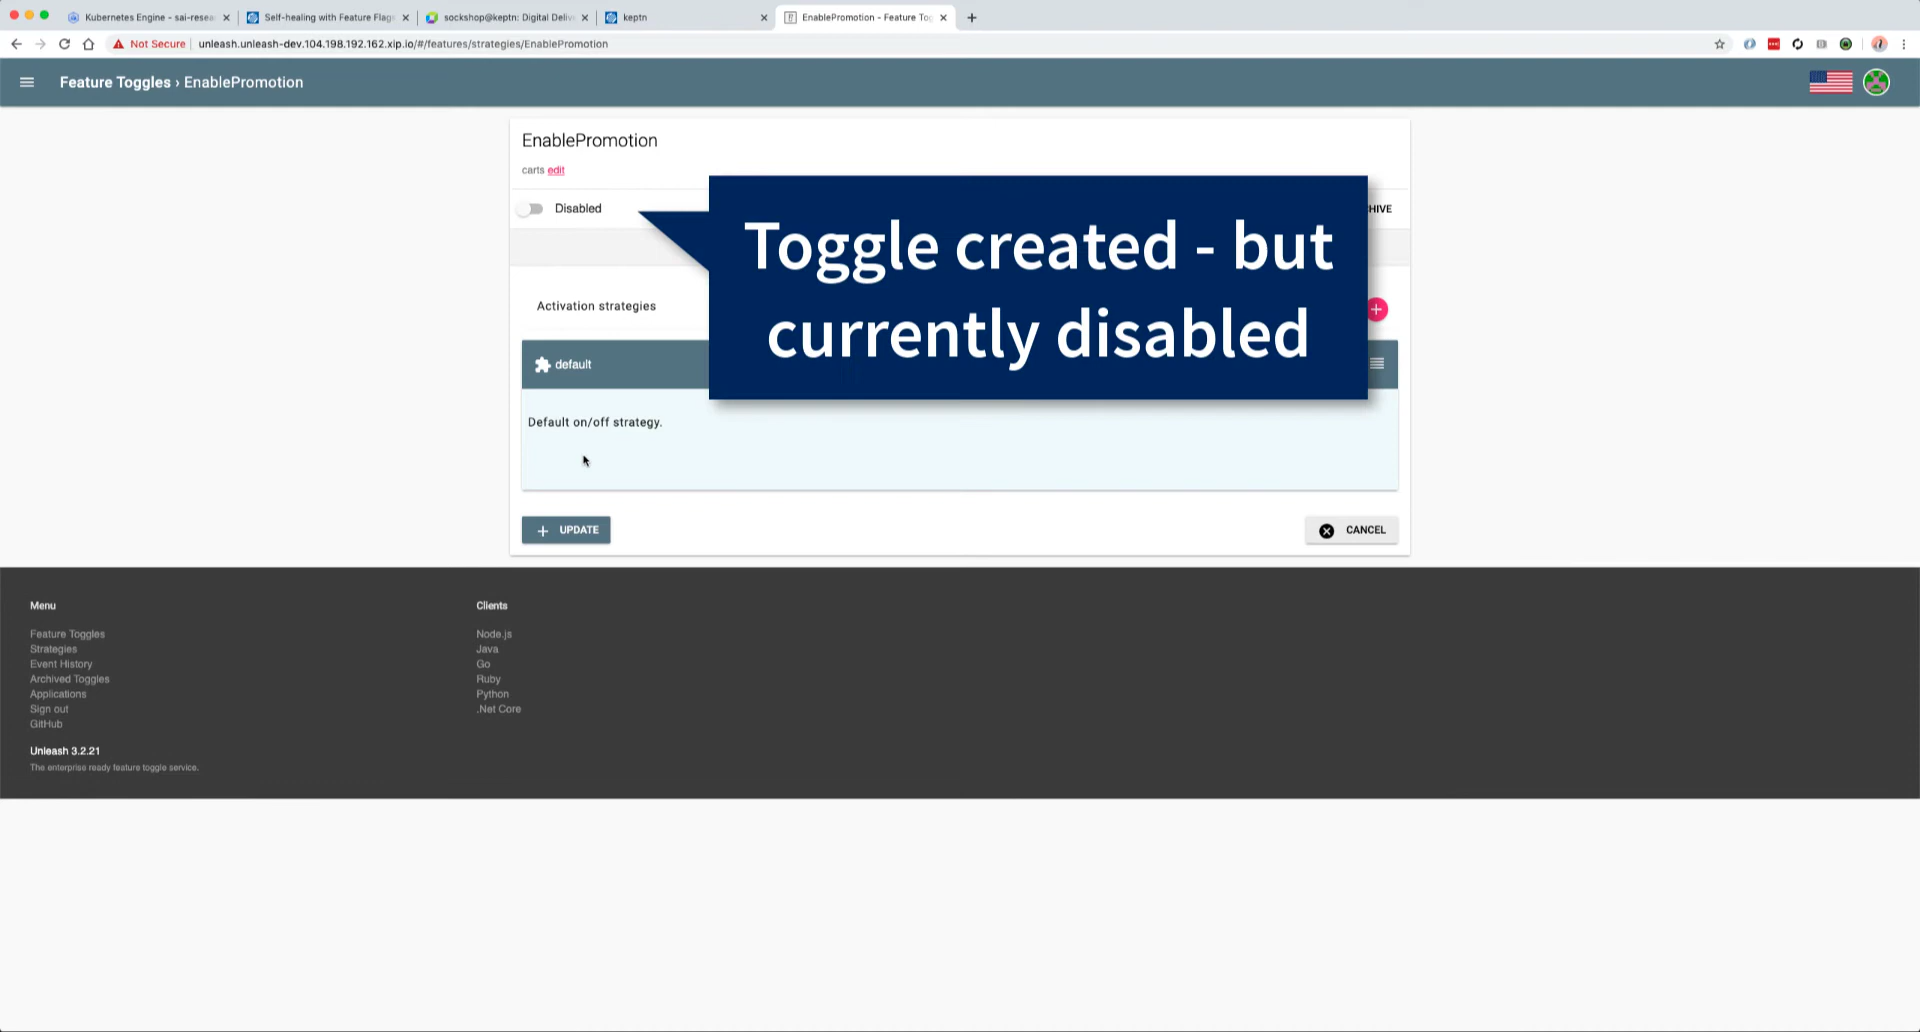 Kubernetes Engine - sai-resea
Self-healing with Feature Flag
sockshop@keptn: Digital Deliv
keptn
EnablePromotion - Feature Tog
Not Secure
unleash.unleash-dev.104.198.192.162.xip.io/#/features/strategies/EnablePromotion
Feature Toggles › EnablePromotion
EnablePromotion
carts edit
Disabled
HIVE
Toggle created - but
currently disabled
Activation strategies
default
Default on/off strategy.
UPDATE
CANCEL
Menu
Feature Toggles
Strategies
Event History
Archived Toggles
Applications
Sign out
GitHub
Unleash 3.2.21
The enterprise ready feature toggle service.
Clients
Node.js
Java
Go
Ruby
Python
.Net Core